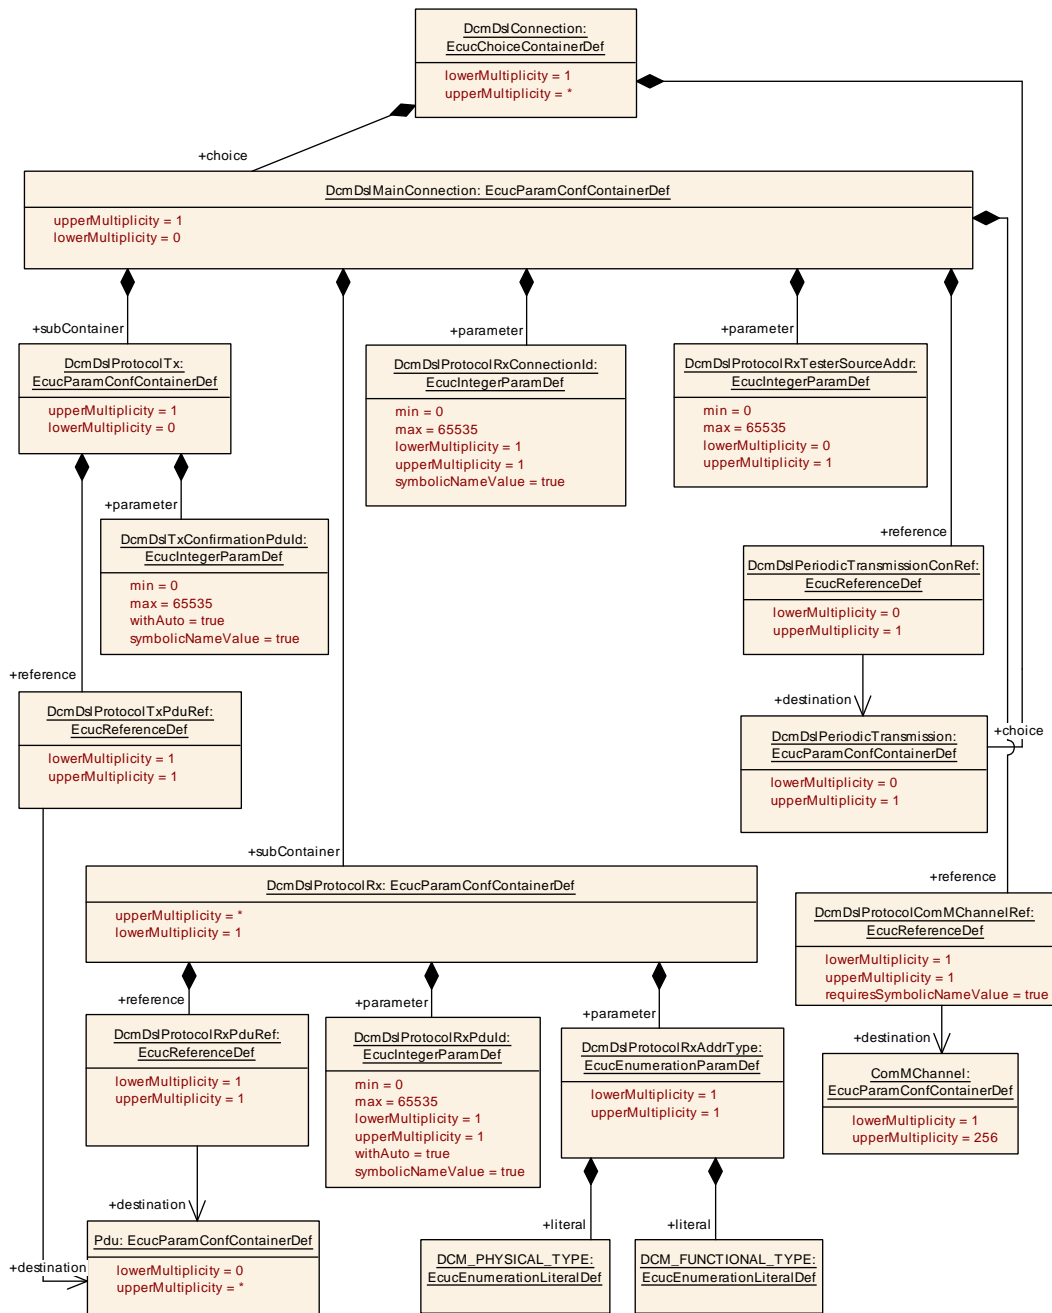 DcmDslConnection:
EcucChoiceContainerDef
lowerMultiplicity = 1
upperMultiplicity = *
+choice
DcmDslMainConnection: EcucParamConfContainerDef
upperMultiplicity = 1
lowerMultiplicity = 0
+subContainer
+parameter
+parameter
DcmDslProtocolTx:
EcucParamConfContainerDef
upperMultiplicity = 1
lowerMultiplicity = 0
DcmDslProtocolRxConnectionId:
EcucIntegerParamDef
min = 0
max = 65535
lowerMultiplicity = 1
upperMultiplicity = 1
symbolicNameValue = true
DcmDslProtocolRxTesterSourceAddr:
EcucIntegerParamDef
min = 0
max = 65535
lowerMultiplicity = 0
upperMultiplicity = 1
+parameter
DcmDslTxConfirmationPduId:
EcucIntegerParamDef
min = 0
max = 65535
withAuto = true
symbolicNameValue = true
+reference
DcmDslPeriodicTransmissionConRef:
EcucReferenceDef
lowerMultiplicity = 0
upperMultiplicity = 1
+reference
DcmDslProtocolTxPduRef:
EcucReferenceDef
lowerMultiplicity = 1
upperMultiplicity = 1
+destination
+choice
DcmDslPeriodicTransmission:
EcucParamConfContainerDef
lowerMultiplicity = 0
upperMultiplicity = 1
+subContainer
DcmDslProtocolRx: EcucParamConfContainerDef
upperMultiplicity = *
lowerMultiplicity = 1
+reference
DcmDslProtocolComMChannelRef:
EcucReferenceDef
lowerMultiplicity = 1
upperMultiplicity = 1
requiresSymbolicNameValue = true
+reference
+parameter
+parameter
DcmDslProtocolRxPduRef:
EcucReferenceDef
lowerMultiplicity = 1
upperMultiplicity = 1
DcmDslProtocolRxPduId:
EcucIntegerParamDef
min = 0
max = 65535
lowerMultiplicity = 1
upperMultiplicity = 1
withAuto = true
symbolicNameValue = true
DcmDslProtocolRxAddrType:
EcucEnumerationParamDef
lowerMultiplicity = 1
upperMultiplicity = 1
+destination
ComMChannel:
EcucParamConfContainerDef
lowerMultiplicity = 1
upperMultiplicity = 256
+destination
+literal
+literal
Pdu: EcucParamConfContainerDef
lowerMultiplicity = 0
upperMultiplicity = *
+destination
DCM_PHYSICAL_TYPE:
EcucEnumerationLiteralDef
DCM_FUNCTIONAL_TYPE:
EcucEnumerationLiteralDef